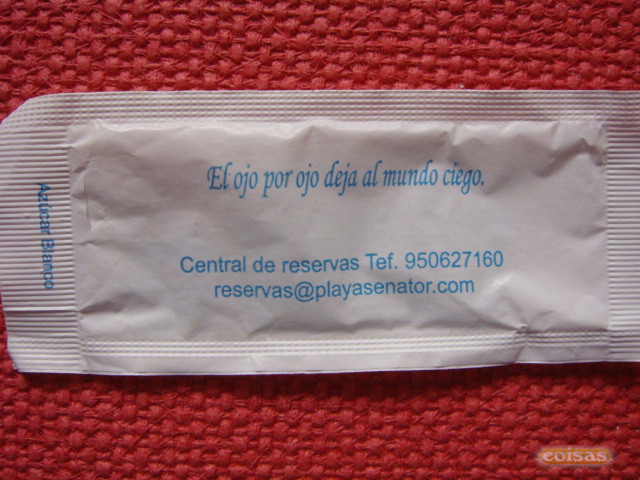 El ojo por ojo deja al mundo ciego.
Central de reservas Tef. 950627160
reservas@playasenator.com
Azúcar Blanco
coisas